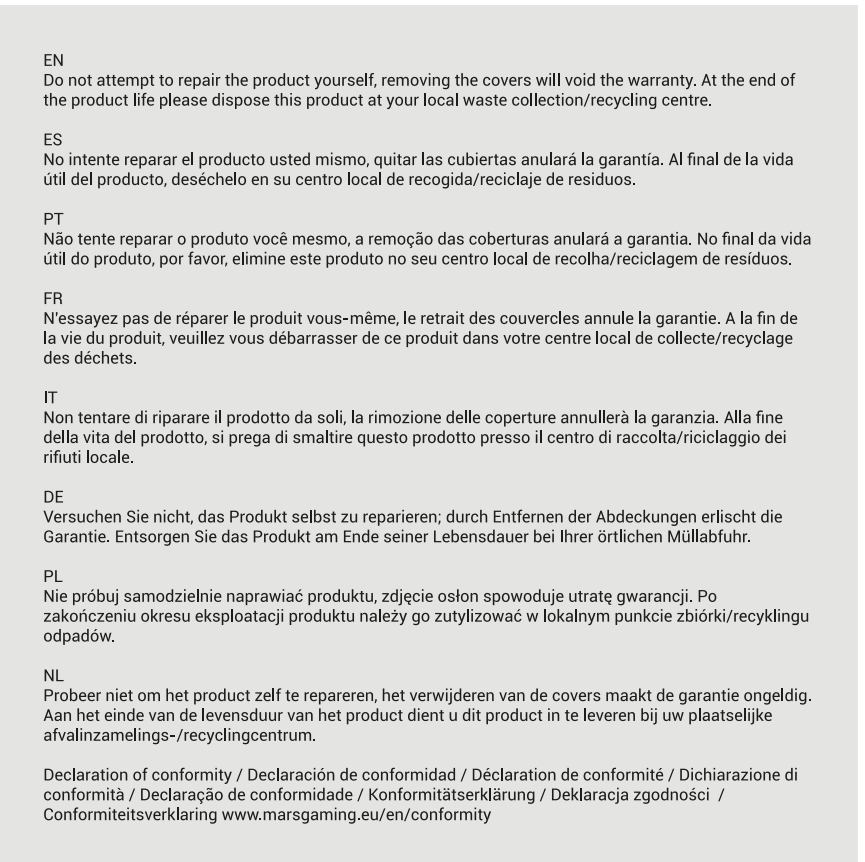 EN
Do not attempt to repair the product yourself, removing the covers will void the warranty. At the end of
the product life please dispose this product at your local waste collection/recycling centre.
ES
No intente reparar el producto usted mismo, quitar las cubiertas anulará la garantía. Al final de la vida
útil del producto, deséchelo en su centro local de recogida/reciclaje de residuos.
PT
Não tente reparar o produto você mesmo, a remoção das coberturas anulará a garantia. No final da vida
útil do produto, por favor, elimine este produto no seu centro local de recolha/reciclagem de resíduos.
FR
N'essayez pas de réparer le produit vous-même, le retrait des couvercles annule la garantie. A la fin de
la vie du produit, veuillez vous débarrasser de ce produit dans votre centre local de collecte/recyclage
des déchets.
IT
Non tentare di riparare il prodotto da soli, la rimozione delle coperture annullerà la garanzia. Alla fine
della vita del prodotto, si prega di smaltire questo prodotto presso il centro di raccolta/riciclaggio dei
rifiuti locale.
DE
Versuchen Sie nicht, das Produkt selbst zu reparieren; durch Entfernen der Abdeckungen erlischt die
Garantie. Entsorgen Sie das Produkt am Ende seiner Lebensdauer bei Ihrer örtlichen Müllabfuhr.
PL
Nie próbuj samodzielnie naprawiać produktu, zdjęcie osłon spowoduje utratę gwarancji. Po
zakończeniu okresu eksploatacji produktu należy go zutylizować w lokalnym punkcie zbiórki/recyklingu
odpadów.
NL
Probeer niet om het product zelf te repareren, het verwijderen van de covers maakt de garantie ongeldig.
Aan het einde van de levensduur van het product dient u dit product in te leveren bij uw plaatselijke
afvalinzamelings-/recyclingcentrum.
Declaration of conformity / Declaración de conformidad / Déclaration de conformité / Dichiarazione di
conformità / Declaração de conformidade / Konformitätserklärung / Deklaracja zgodności /
Conformiteitsverklaring www.marsgaming.eu/en/conformity